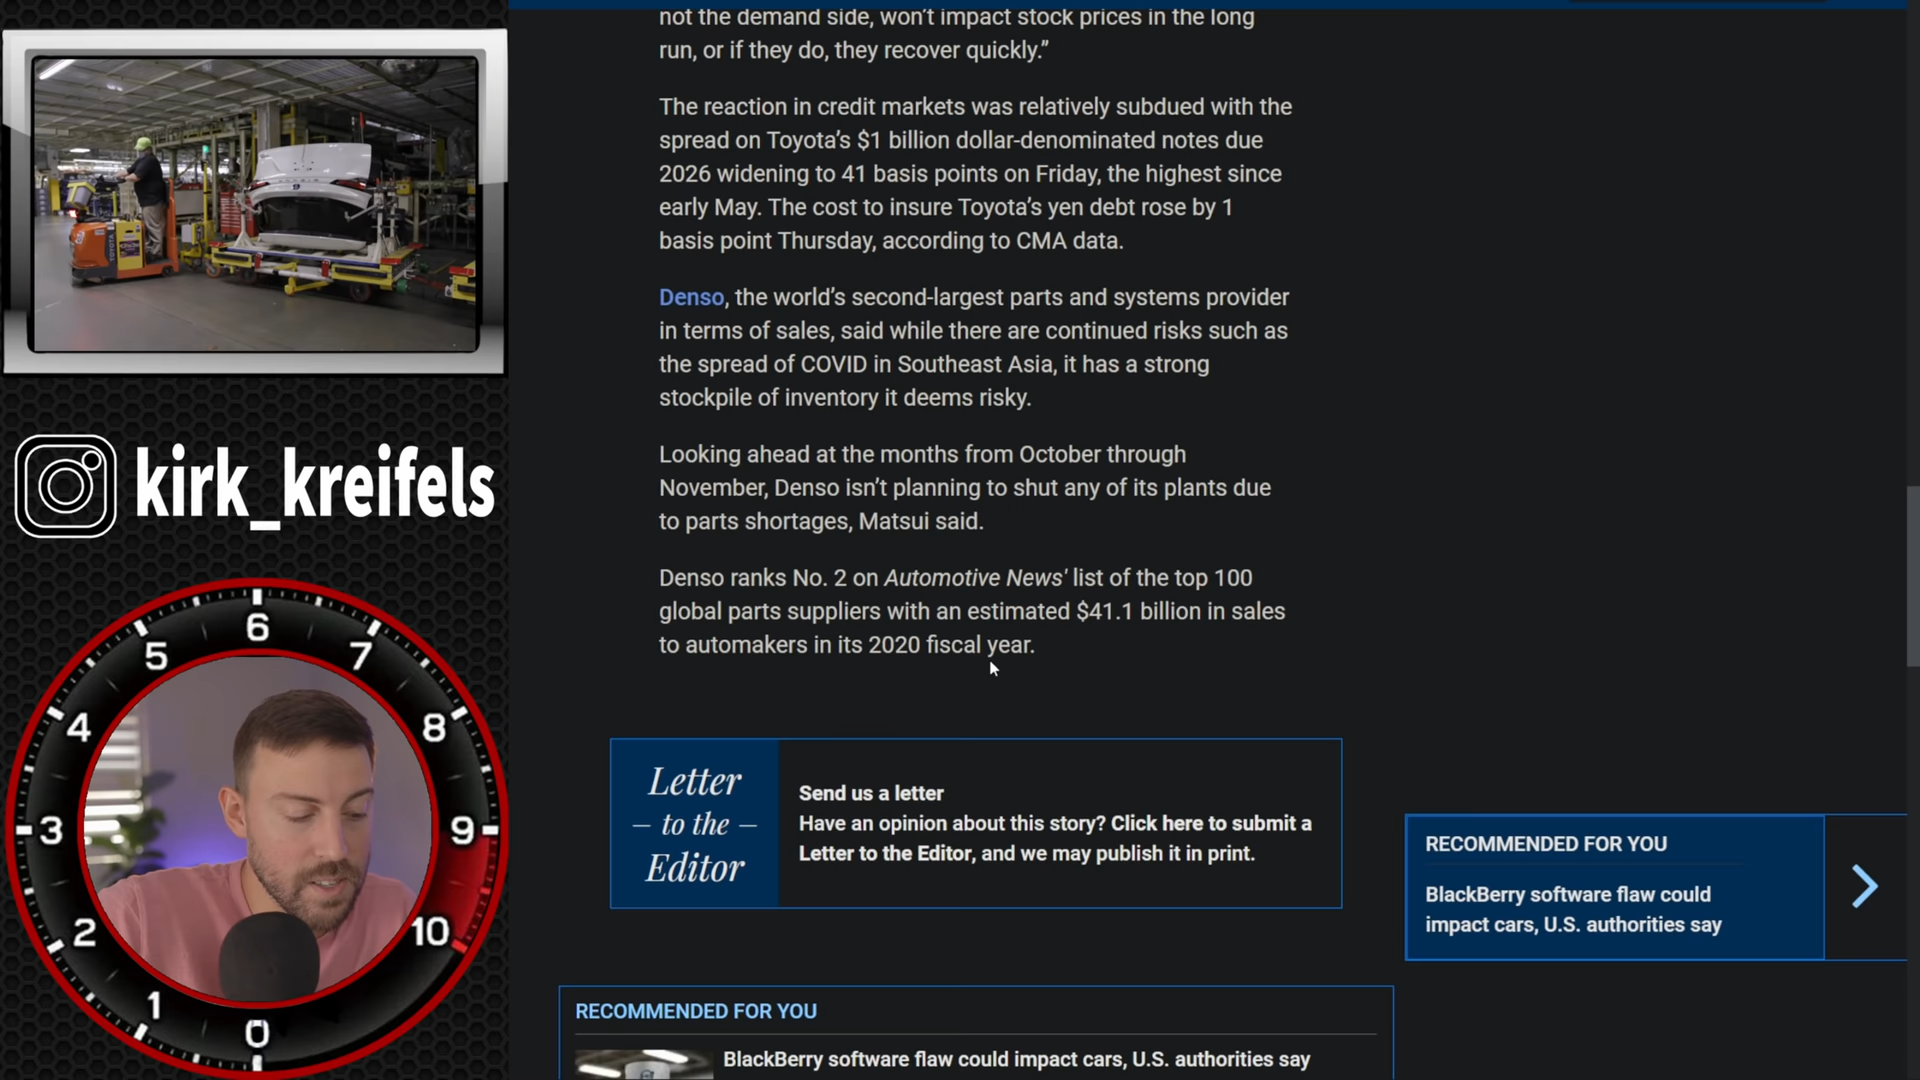 not the demand side, won't impact stock prices in the long
run, or if they do, they recover quickly.”
The reaction in credit markets was relatively subdued with the
spread on Toyota’s $1 billion dollar-denominated notes due
2026 widening to 41 basis points on Friday, the highest since
early May. The cost to insure Toyota’s yen debt rose by 1
basis point Thursday, according to CMA data.
Denso, the world’s second-largest parts and systems provider
in terms of sales, said while there are continued risks such as
the spread of COVID in Southeast Asia, it has a strong
stockpile of inventory it deems risky.
Looking ahead at the months from October through
November, Denso isn’t planning to shut any of its plants due
to parts shortages, Matsui said.
Denso ranks No. 2 on Automotive News' list of the top 100
global parts suppliers with an estimated $41.1 billion in sales
to automakers in its 2020 fiscal year.
Letter
– to the –
Editor
Send us a letter
Have an opinion about this story? Click here to submit a
Letter to the Editor, and we may publish it in print.
RECOMMENDED FOR YOU
BlackBerry software flaw could
impact cars, U.S. authorities say
RECOMMENDED FOR YOU
BlackBerry software flaw could impact cars, U.S. authorities say
kirk_kreifels
0
1
2
3
4
5
6
7
8
9
10